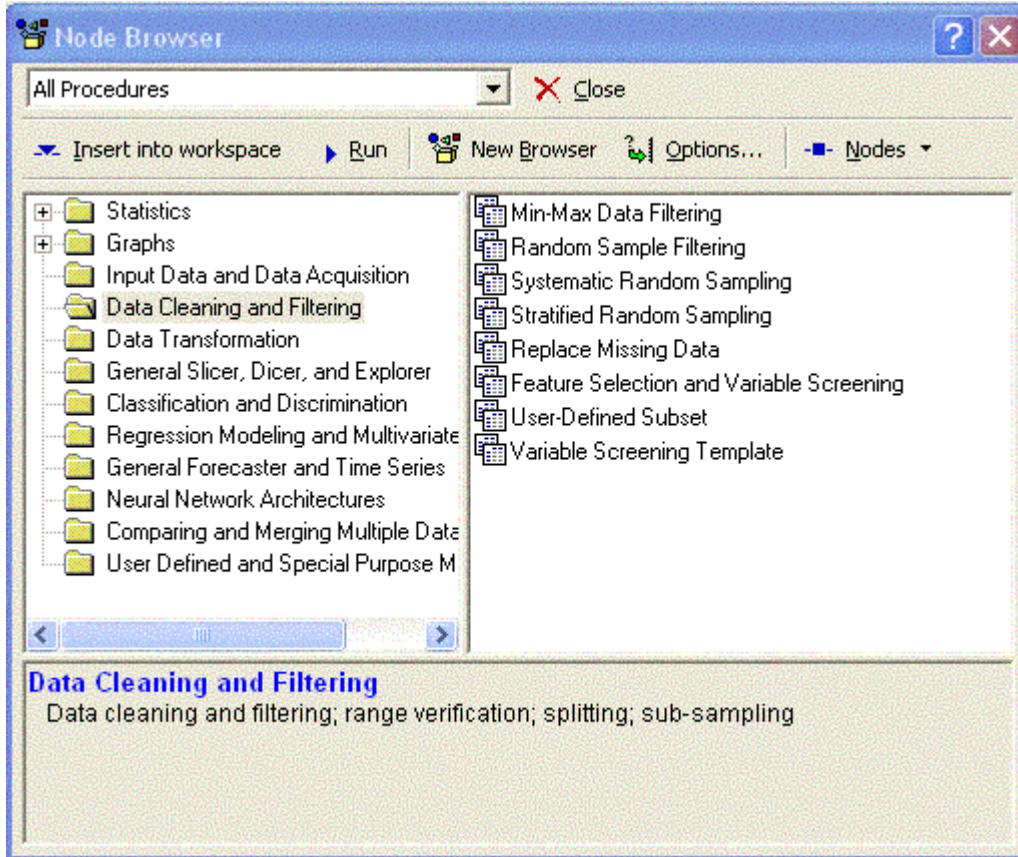 Node Browser
All Procedures
Close
Insert into workspace
Run
New Browser
Options...
Nodes
Statistics
Graphs
Input Data and Data Acquisition
Data Cleaning and Filtering
Data Transformation
General Slicer, Dicer, and Explorer
Classification and Discrimination
Regression Modeling and Multivariate
General Forecaster and Time Series
Neural Network Architectures
Comparing and Merging Multiple Data
User Defined and Special Purpose M
Min-Max Data Filtering
Random Sample Filtering
Systematic Random Sampling
Stratified Random Sampling
Replace Missing Data
Feature Selection and Variable Screening
User-Defined Subset
Variable Screening Template
Data Cleaning and Filtering
Data cleaning and filtering; range verification; splitting; sub-sampling